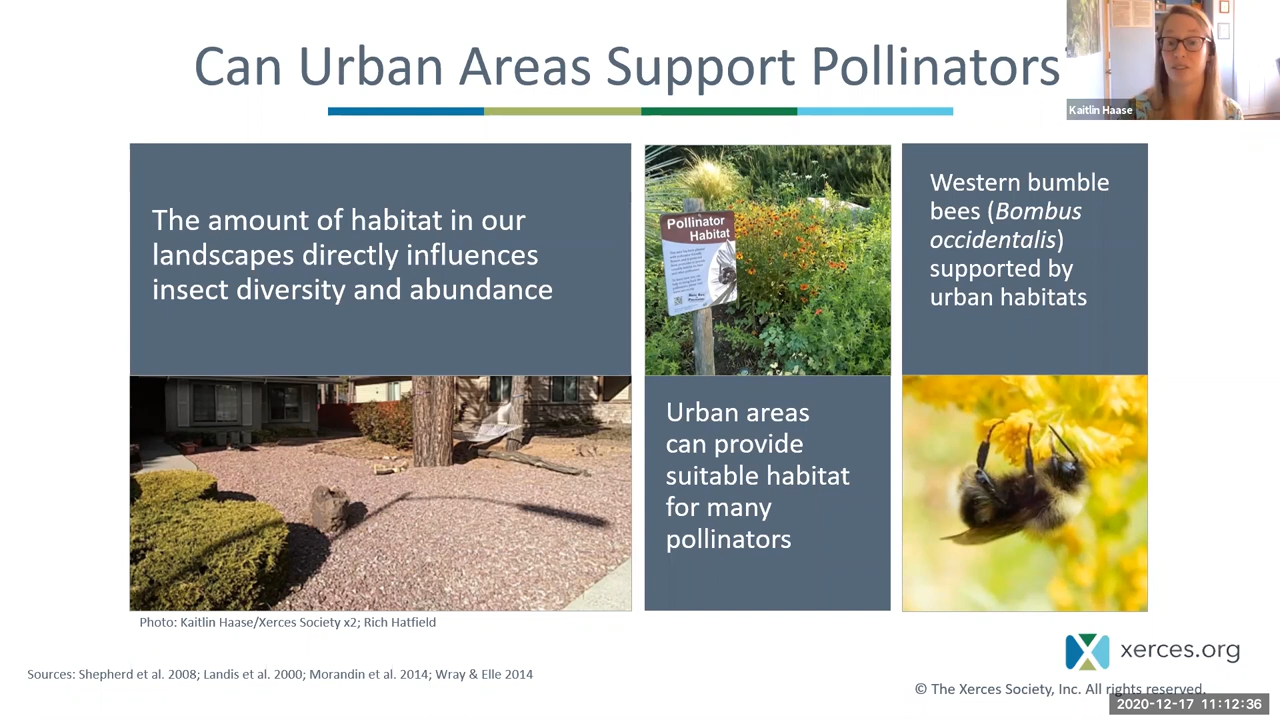 Can Urban Areas Support Pollinators
Kaitlin Haase
The amount of habitat in our
landscapes directly influences
insect diversity and abundance
Pollinator
Habitat
Urban areas
can provide
suitable habitat
for many
pollinators
Western bumble
bees (Bombus
occidentalis)
supported by
urban habitats
Photo: Kaitlin Haase/Xerces Society x2; Rich Hatfield
Sources: Shepherd et al. 2008; Landis et al. 2000; Morandin et al. 2014; Wray & Elle 2014
xerces.org
© The Xerces Society, Inc. All rights reserved.
2020-12-17 11:12:36